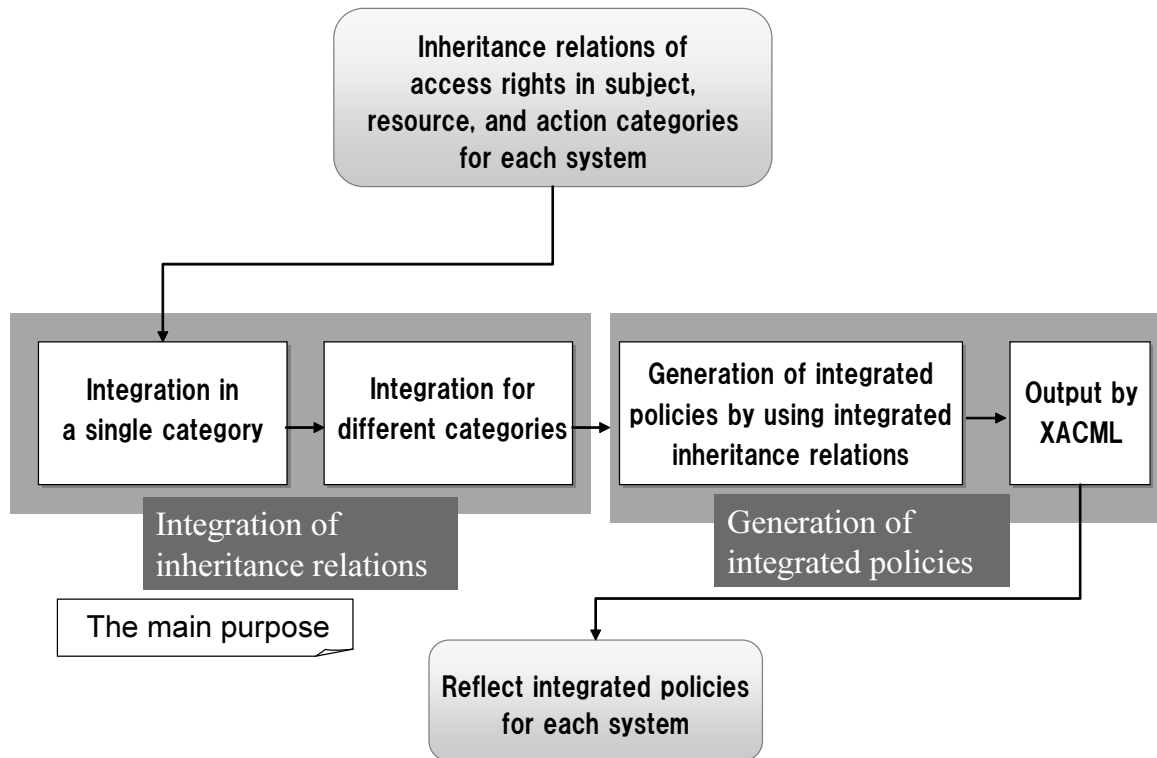 Inheritance relations of
access rights in subject,
resource, and action categories
for each system
Integration in
a single category
Integration for
different categories
Generation of integrated
policies by using integrated
inheritance relations
Output by
XACML
Integration of
inheritance relations
Generation of
integrated policies
The main purpose
Reflect integrated policies
for each system